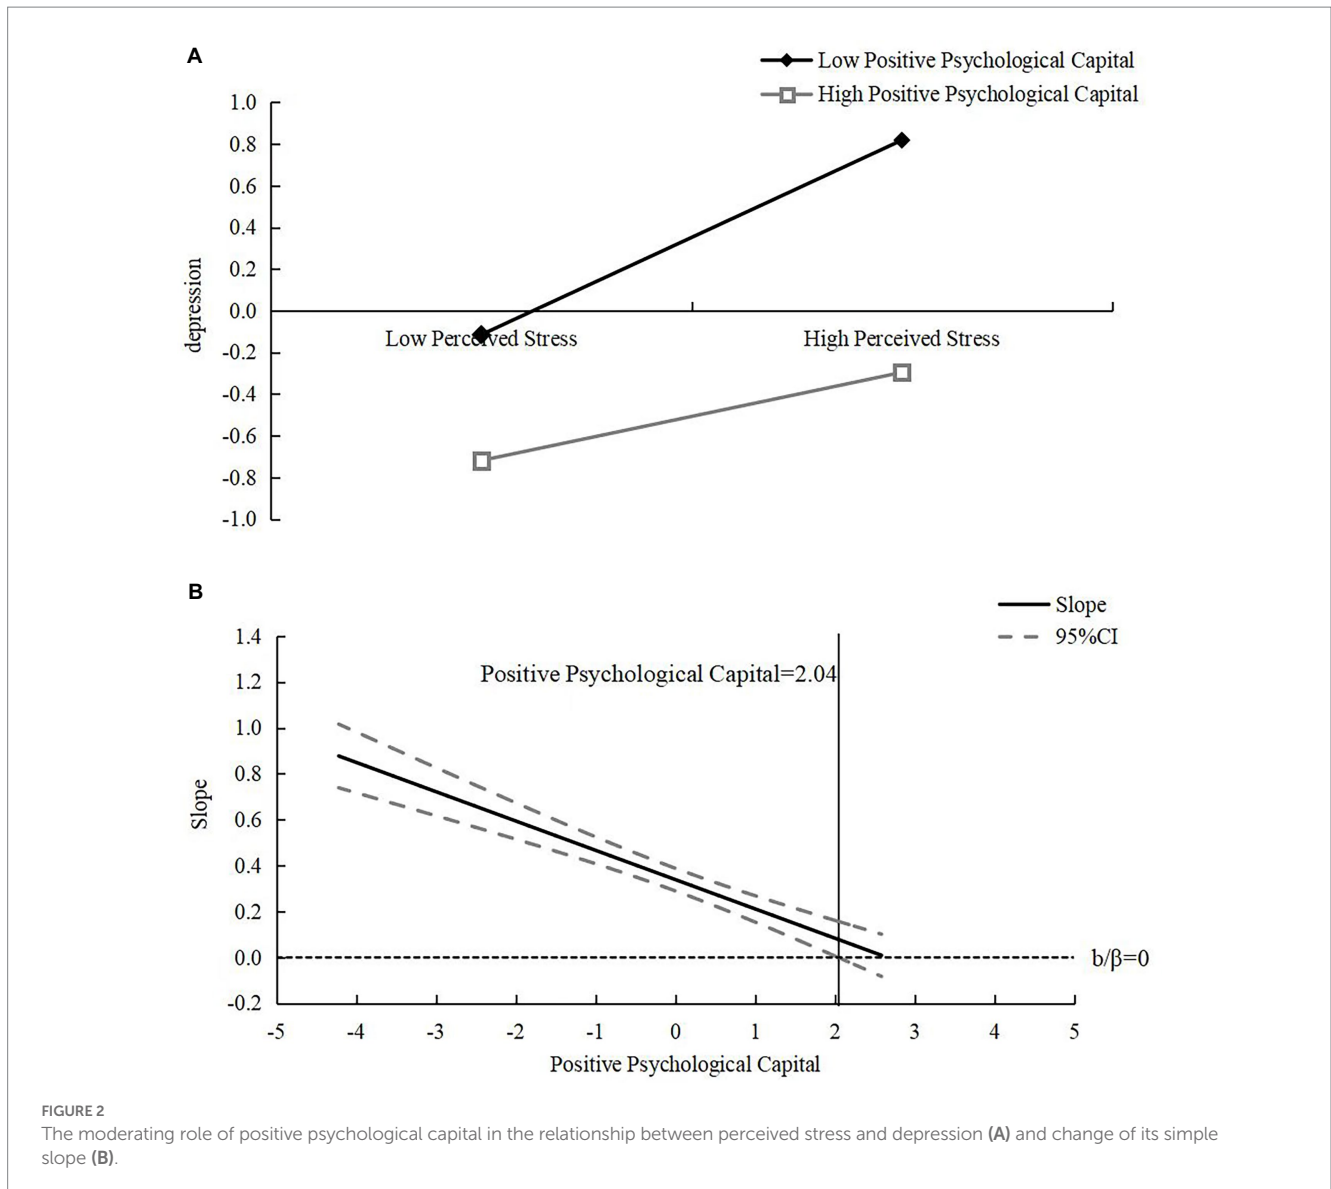 A
Low Positive Psychological Capital
High Positive Psychological Capital
1.0
0.8
0.6
0.4
0.2
0.0
-0.2
-0.4
-0.6
-0.8
-1.0
depression
Low Perceived Stress
High Perceived Stress
B
Slope
95%CI
1.4
1.2
1.0
0.8
0.6
0.4
0.2
0.0
-0.2
Slope
Positive Psychological Capital=2.04
b/β=0
-5 -4 -3 -2 -1 0 1 2 3 4 5
Positive Psychological Capital
FIGURE 2
The moderating role of positive psychological capital in the relationship between perceived stress and depression (A) and change of its simple
slope (B).